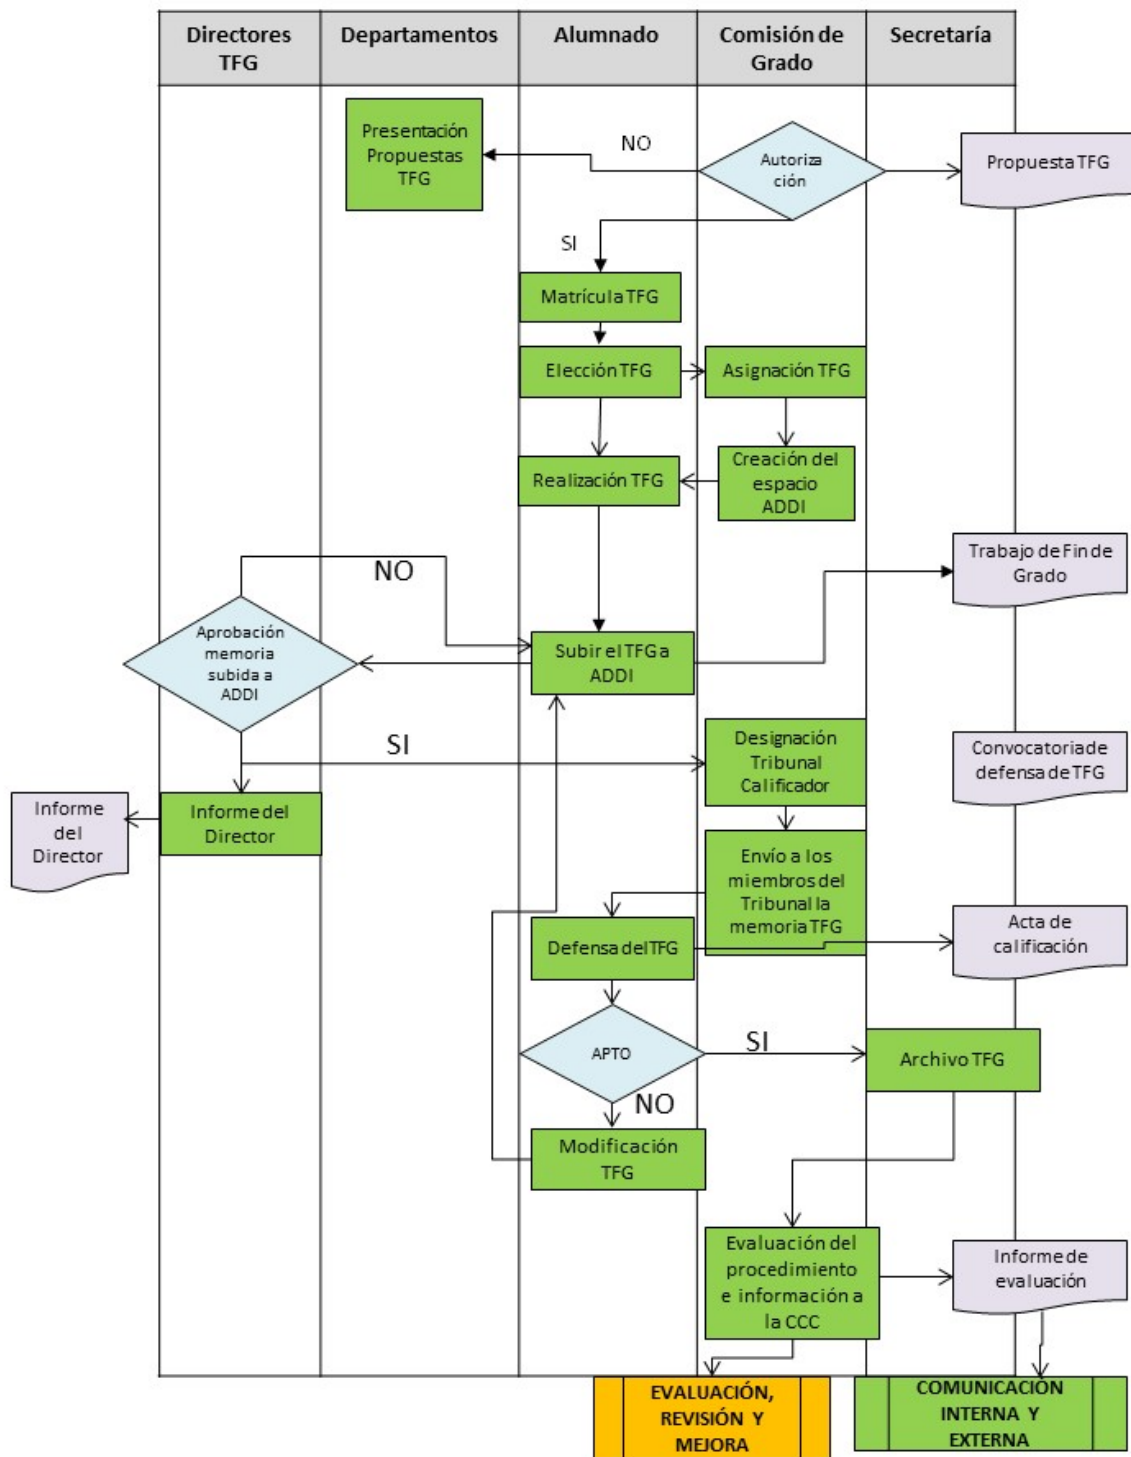 Directores
TFG
Departamentos
Alumnado
Comisión de
Grado
Secretaría
Presentación
Propuestas
TFG
NO
Autoriza
ción
Propuesta TFG
SI
Matrícula TFG
Elección TFG
Asignación TFG
Realización TFG
Creación del
espacio
ADDI
Trabajo de Fin de
Grado
NO
Aprobación
memoria
subida a
ADDI
Subir el TFG a
ADDI
SI
Designación
Tribunal
Calificador
Convocatoria de
defensa de TFG
Informe
del
Director
Informe del
Director
Envío a los
miembros del
Tribunal la
memoria TFG
Defensa del TFG
Acta de
calificación
APTO
SI
Archivo TFG
NO
Modificación
TFG
Evaluación del
procedimiento
e información a
la CCC
Informe de
evaluación
EVALUACIÓN,
REVISIÓN Y
MEJORA
COMUNICACIÓN
INTERNA Y
EXTERNA